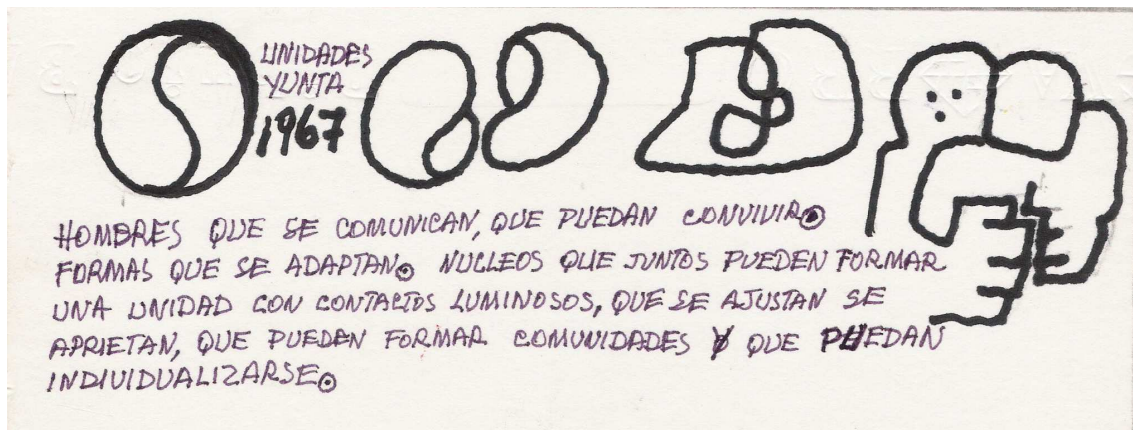 UNIDADES
YUNTA
1967
HOMBRES QUE SE COMUNICAN, QUE PUEDAN CONVIVIR.
FORMAS QUE SE ADAPTAN. NUCLEOS QUE JUNTOS PUEDEN FORMAR
UNA UNIDAD CON CONTACTOS LUMINOSOS, QUE SE AJUSTAN SE
APRIETAN, QUE PUEDEN FORMAR COMUNIDADES Y QUE PUEDAN
INDIVIDUALIZARSE.